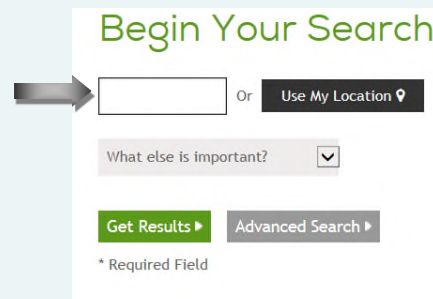 Begin Your Search
Or Use My Location
What else is important?
Get Results Advanced Search
* Required Field